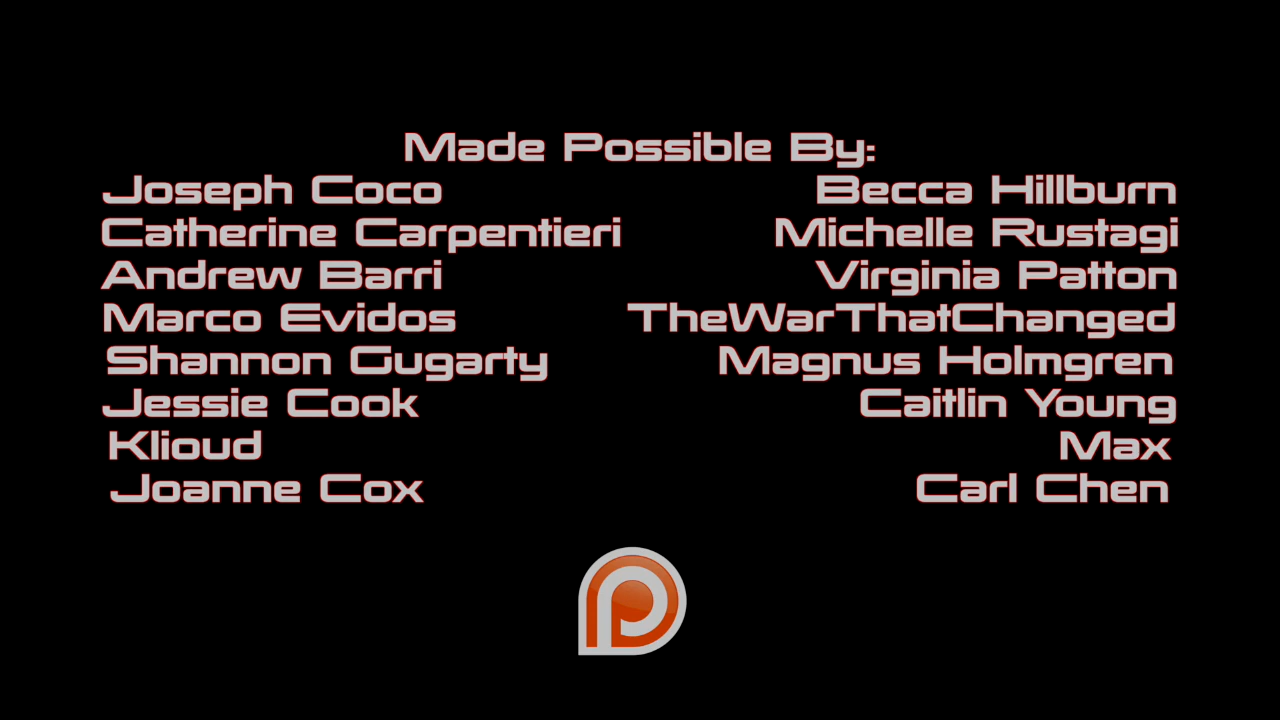 Made Possible By:
Joseph Coco
Becca Hillburn
Catherine Carpentieri
Michelle Rustagi
Andrew Barri
Virginia Patton
Marco Evidos
TheWarThatChanged
Shannon Gugarty
Magnus Holmgren
Jessie Cook
Caitlin Young
Klioud
Max
Joanne Cox
Carl Chen